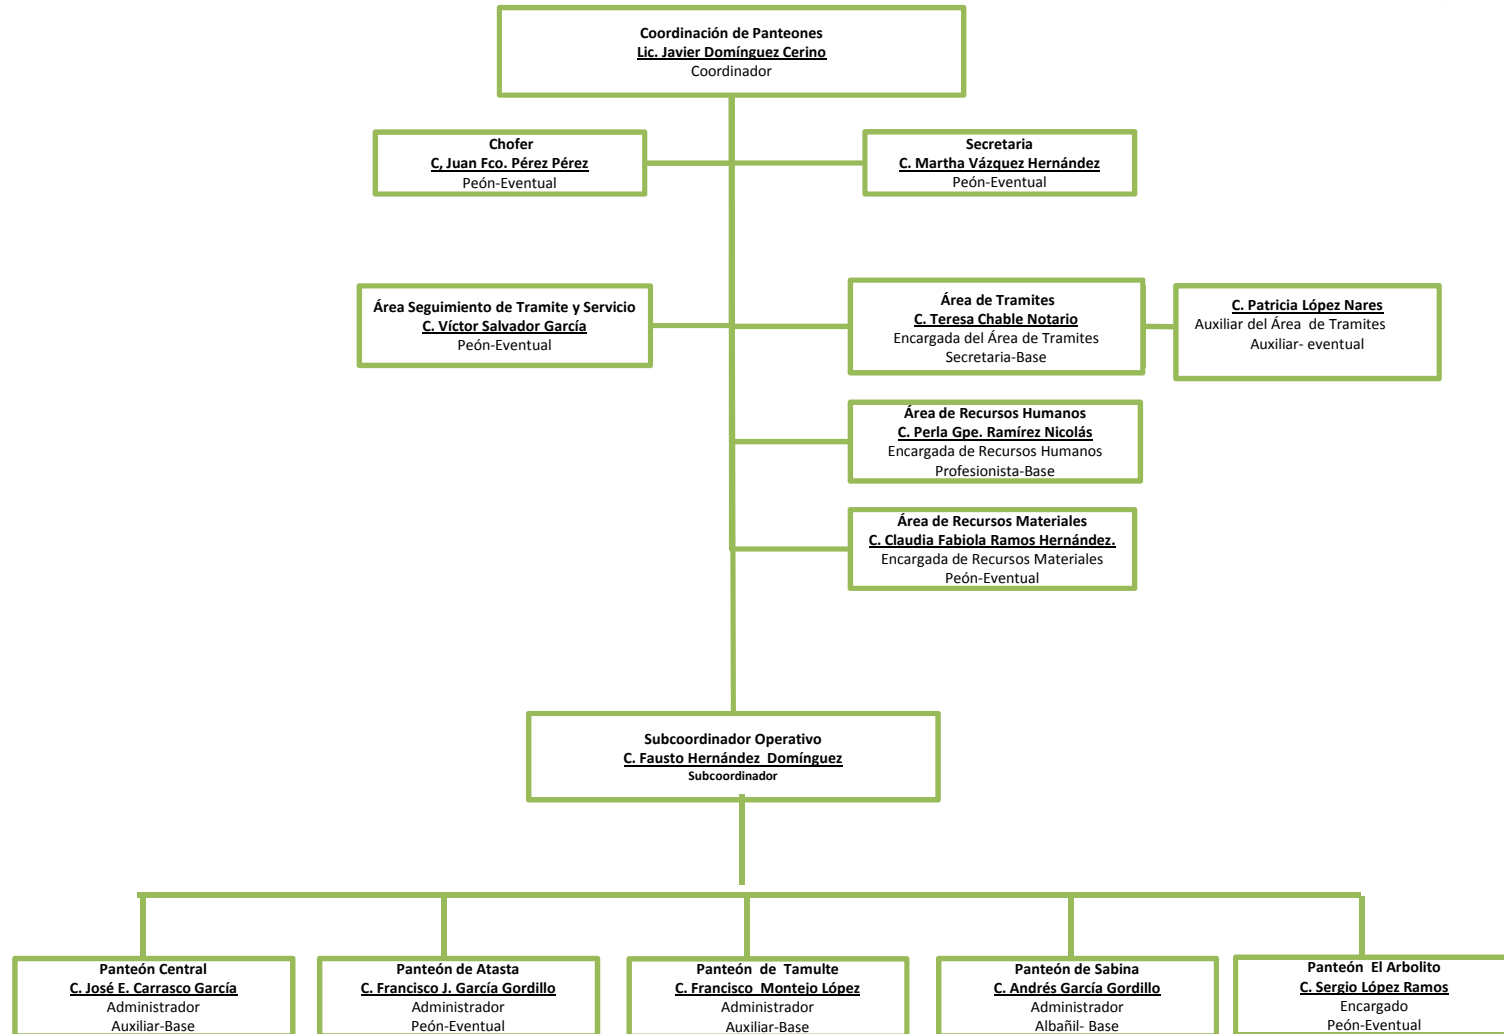 Coordinación de Panteones
Lic. Javier Domínguez Cerino
Coordinador
Chofer
C, Juan Fco. Pérez Pérez
Peón-Eventual
Secretaria
C. Martha Vázquez Hernández
Peón-Eventual
Área Seguimiento de Tramite y Servicio
C. Víctor Salvador García
Peón-Eventual
Área de Tramites
C. Teresa Chable Notario
Encargada del Área de Tramites
Secretaria-Base
C. Patricia López Nares
Auxiliar del Área de Tramites
Auxiliar- eventual
Área de Recursos Humanos
C. Perla Gpe. Ramírez Nicolás
Encargada de Recursos Humanos
Profesionista-Base
Área de Recursos Materiales
C. Claudia Fabiola Ramos Hernández.
Encargada de Recursos Materiales
Peón-Eventual
Subcoordinador Operativo
C. Fausto Hernández Domínguez
Subcoordinador
Panteón Central
C. José E. Carrasco García
Administrador
Auxiliar-Base
Panteón de Atasta
C. Francisco J. García Gordillo
Administrador
Peón-Eventual
Panteón de Tamulte
C. Francisco Montejo López
Administrador
Auxiliar-Base
Panteón de Sabina
C. Andrés García Gordillo
Administrador
Albañil- Base
Panteón El Arbolito
C. Sergio López Ramos
Encargado
Peón-Eventual